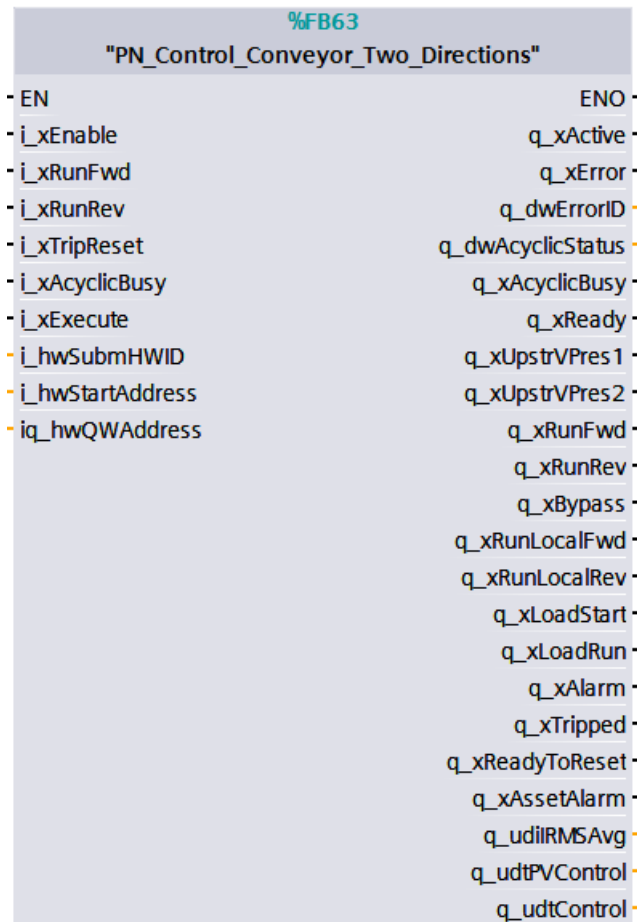 %FB63
"PN_Control_Conveyor_Two_Directions"
EN ENO
i_xEnable q_xActive
i_xRunFwd q_xError
i_xRunRev q_dwErrorID
i_xTripReset q_dwAcyclicStatus
i_xAcyclicBusy q_xAcyclicBusy
i_xExecute q_xReady
i_hwSubmHWID q_xUpstrVPres1
i_hwStartAddress q_xUpstrVPres2
iq_hwQWAddress q_xRunFwd
q_xRunRev
q_xBypass
q_xRunLocalFwd
q_xRunLocalRev
q_xLoadStart
q_xLoadRun
q_xAlarm
q_xTripped
q_xReadyToReset
q_xAssetAlarm
q_udiIRMSAvg
q_udtPVControl
q_udtControl